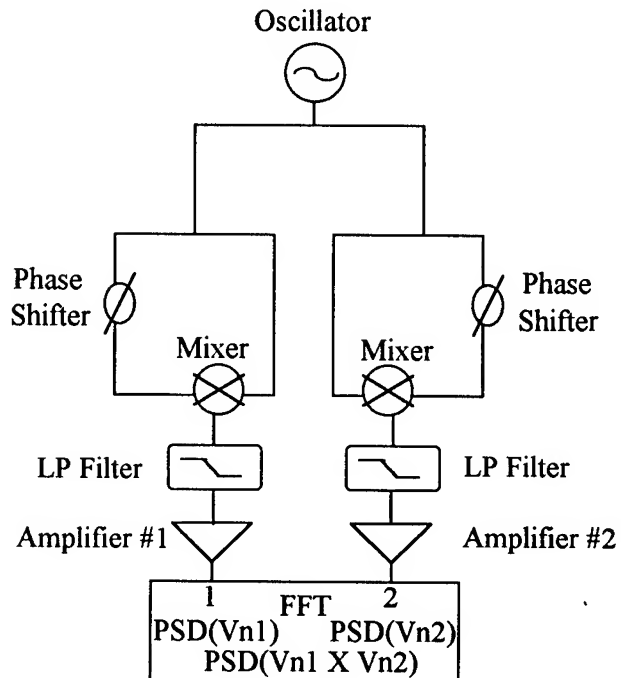 Oscillator
Phase
Shifter
Phase
Shifter
Mixer
Mixer
LP Filter
LP Filter
Amplifier #1
Amplifier #2
1
FFT
2
PSD(Vn1)
PSD(Vn2)
PSD(Vn1 X Vn2)